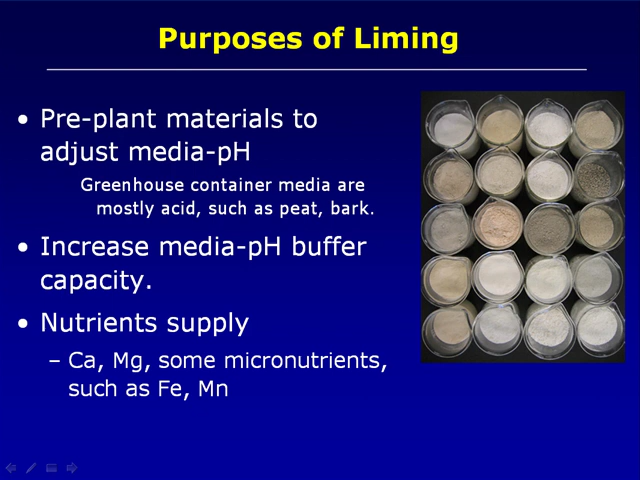 Purposes of Liming
• Pre-plant materials to
adjust media-pH
Greenhouse container media are
mostly acid, such as peat, bark.
• Increase media-pH buffer
capacity.
• Nutrients supply
– Ca, Mg, some micronutrients,
such as Fe, Mn